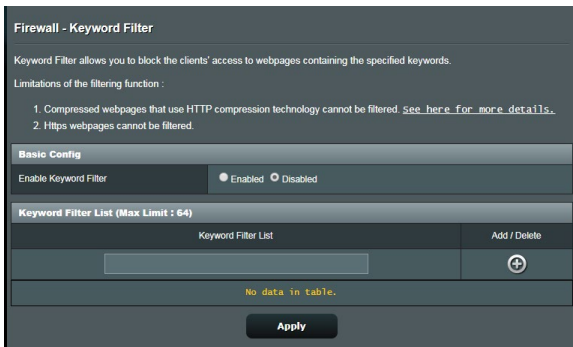 Firewall - Keyword Filter
Keyword Filter allows you to block the clients' access to webpages containing the specified keywords.
Limitations of the filtering function :
1. Compressed webpages that use HTTP compression technology cannot be filtered. See here for more details.
2. Https webpages cannot be filtered.
Basic Config
Enable Keyword Filter Enabled Disabled
Keyword Filter List (Max Limit : 64)
Keyword Filter List Add / Delete
No data in table.
Apply